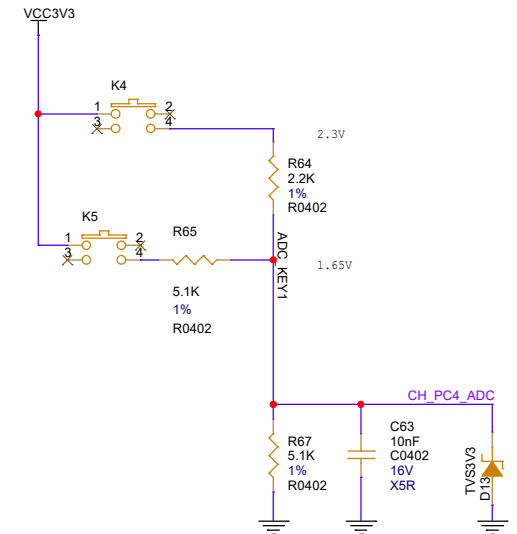 VCC3V3
K4
1
2
3
4
2.3V
R64
2.2K
1%
R0402
K5
1
2
3
4
R65
ADC_KEY1
1.65V
5.1K
1%
R0402
CH_PC4_ADC
R67
5.1K
1%
R0402
C63
10nF
C0402
16V
X5R
TVS3V3
D13